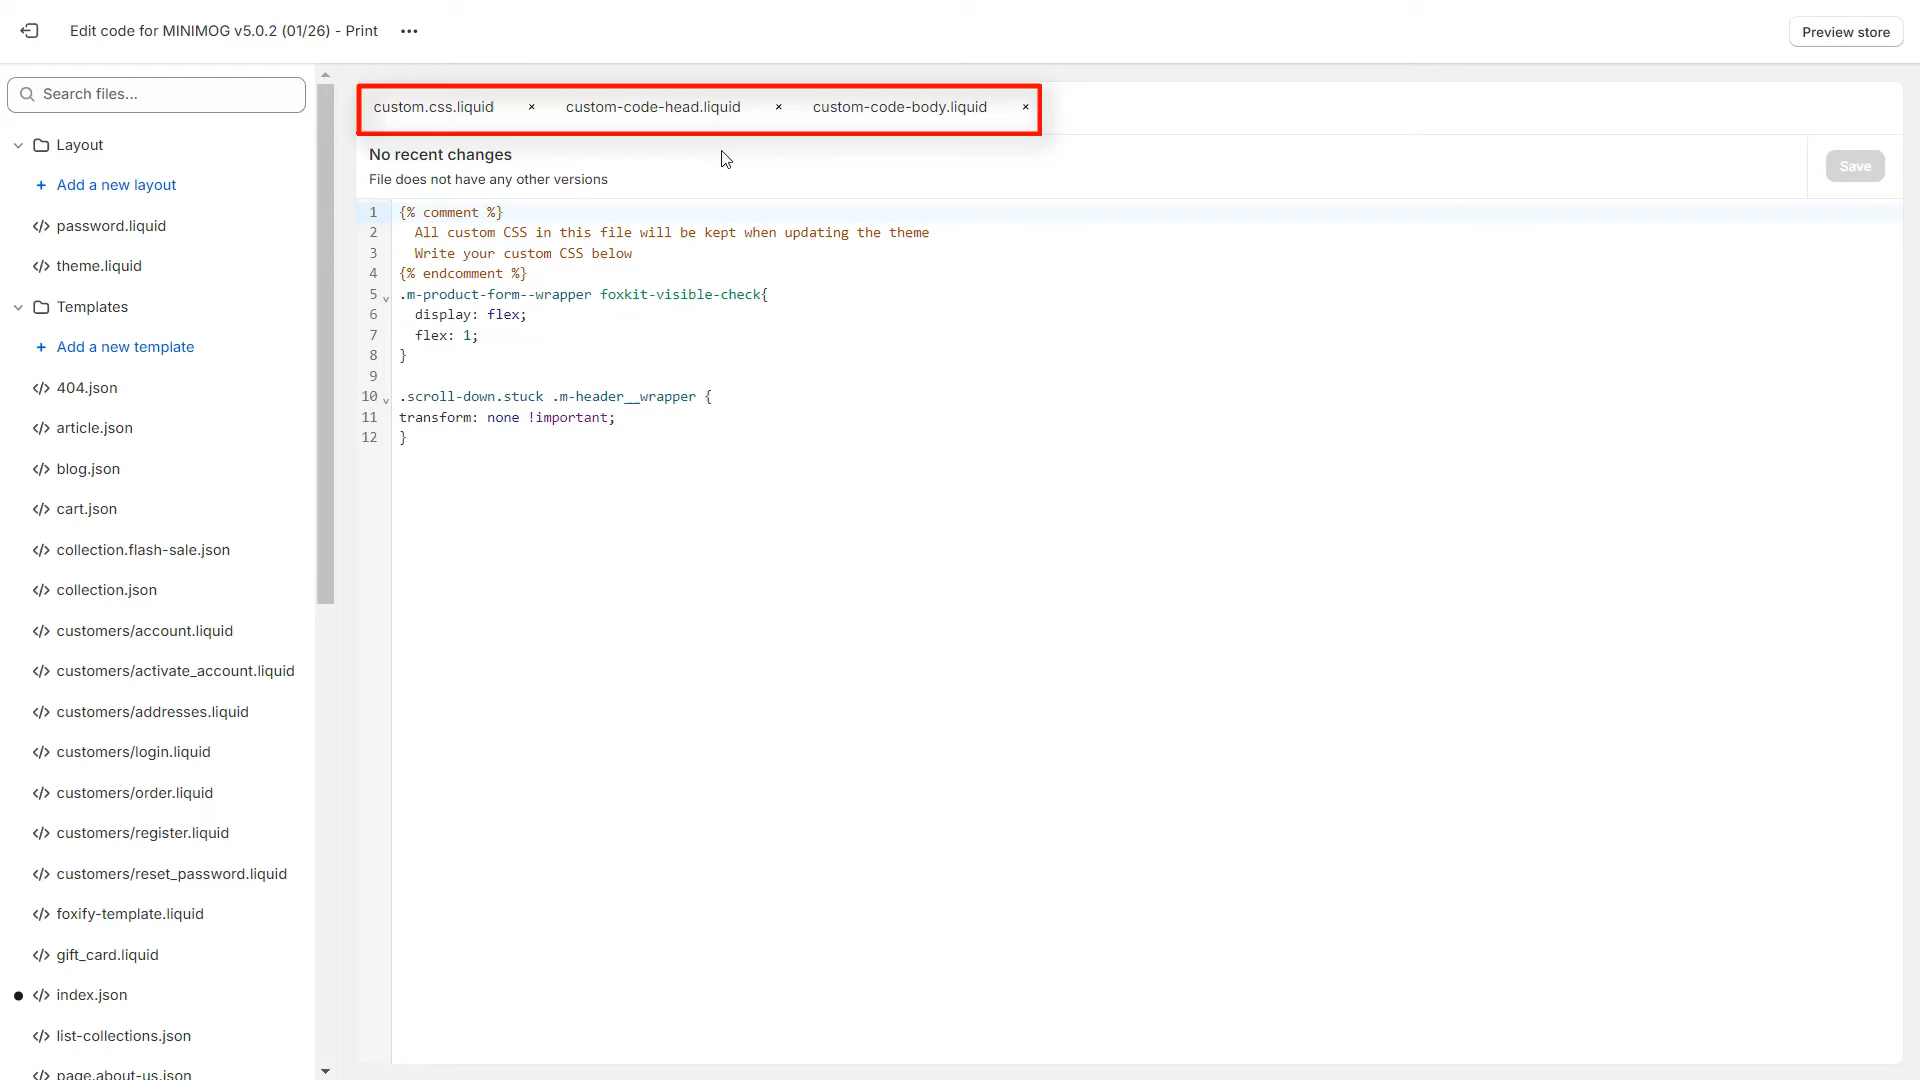 Edit code for MINIMOG v5.0.2 (01/26) - Print
Preview store
Search files...
Layout
+ Add a new layout
</> password.liquid
</> theme.liquid
Templates
+ Add a new template
</> 404.json
</> article.json
</> blog.json
</> cart.json
</> collection.flash-sale.json
</> collection.json
</> customers/account.liquid
</> customers/activate_account.liquid
</> customers/addresses.liquid
</> customers/login.liquid
</> customers/order.liquid
</> customers/register.liquid
</> customers/reset_password.liquid
</> foxify-template.liquid
</> gift_card.liquid
</> index.json
</> list-collections.json
</> page.about-us.json
custom.css.liquid × custom-code-head.liquid × custom-code-body.liquid ×
No recent changes
File does not have any other versions
Save
1 {% comment %}
2 All custom CSS in this file will be kept when updating the theme
3 Write your custom CSS below
4 {% endcomment %}
5 .m-product-form--wrapper foxkit-visible-check{
6 display: flex;
7 flex: 1;
8 }
9
10 .scroll-down.stuck .m-header__wrapper {
11 transform: none !important;
12 }